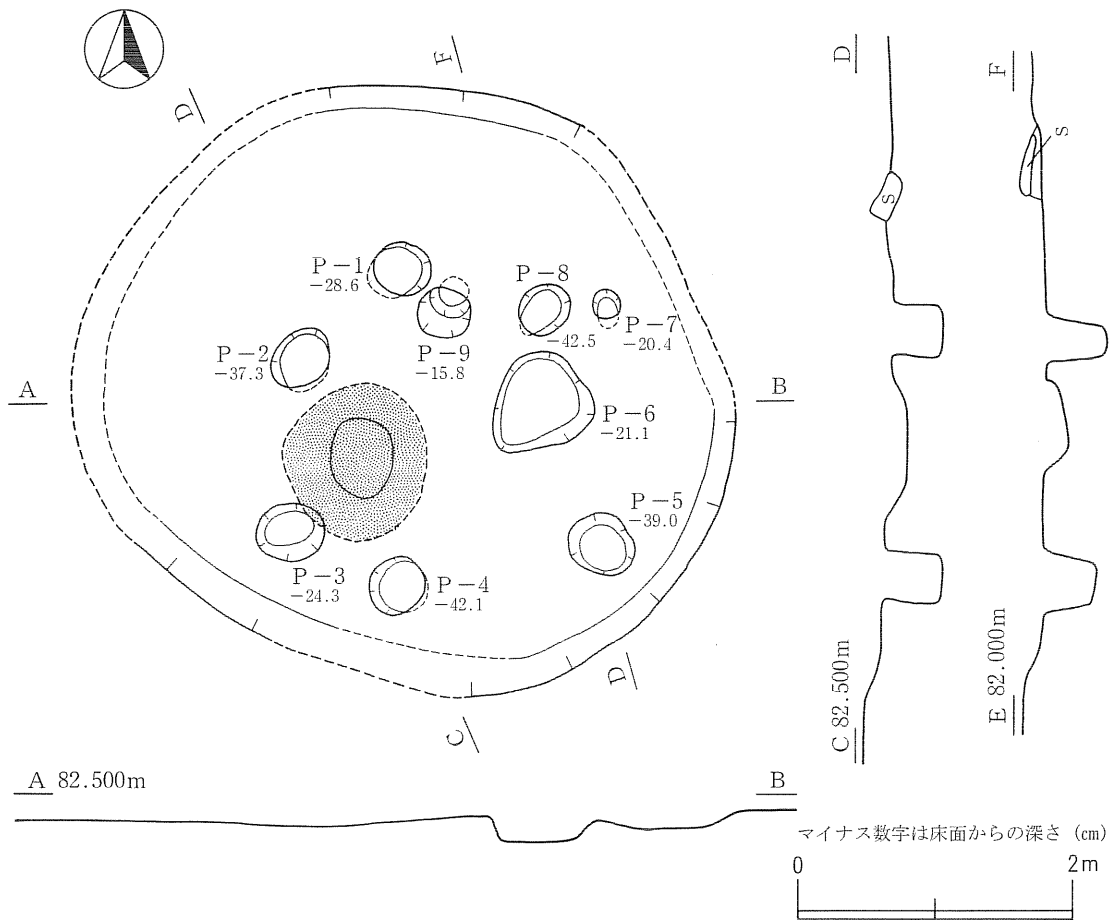 F
D
P-1
-28.6
P-8
-42.5
P-7
-20.4
P-2
-37.3
P-9
-15.8
A
B
P-6
-21.1
P-5
-39.0
P-3
-24.3
P-4
-42.1
D
C
D
S
C 82.500m
F
S
E 82.000m
A 82.500m
B
マイナス数字は床面からの深さ (cm)
0
2m